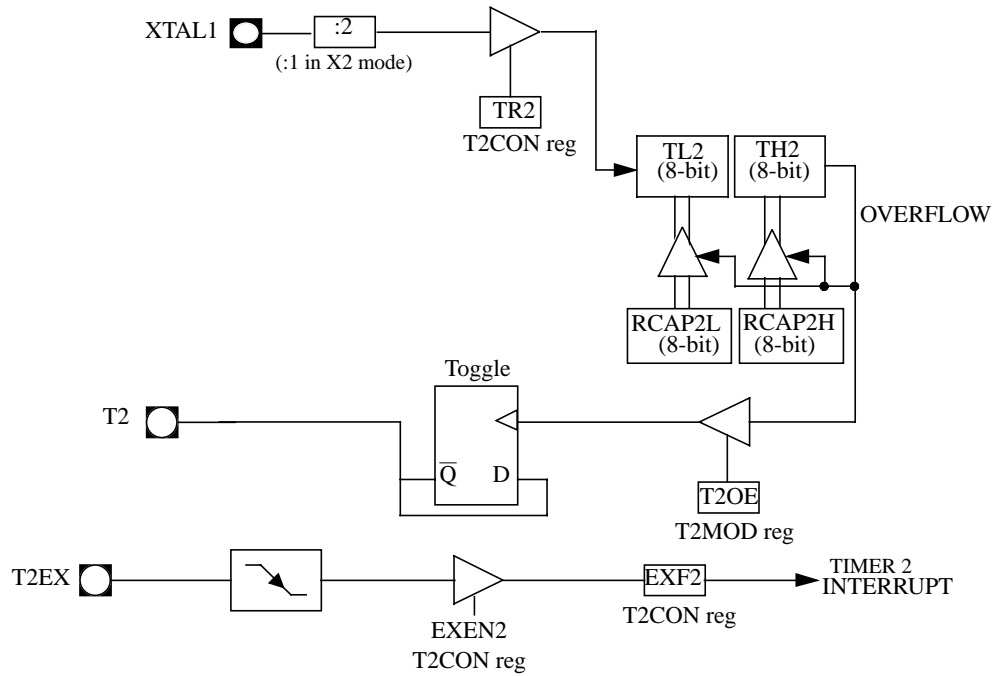 XTAL1
:2
(:1 in X2 mode)
TR2
T2CON reg
TL2
(8-bit)
TH2
(8-bit)
OVERFLOW
RCAP2L
(8-bit)
RCAP2H
(8-bit)
Toggle
T2
Q̅
D
T2OE
T2MOD reg
T2EX
EXEN2
T2CON reg
EXF2
T2CON reg
TIMER 2
INTERRUPT